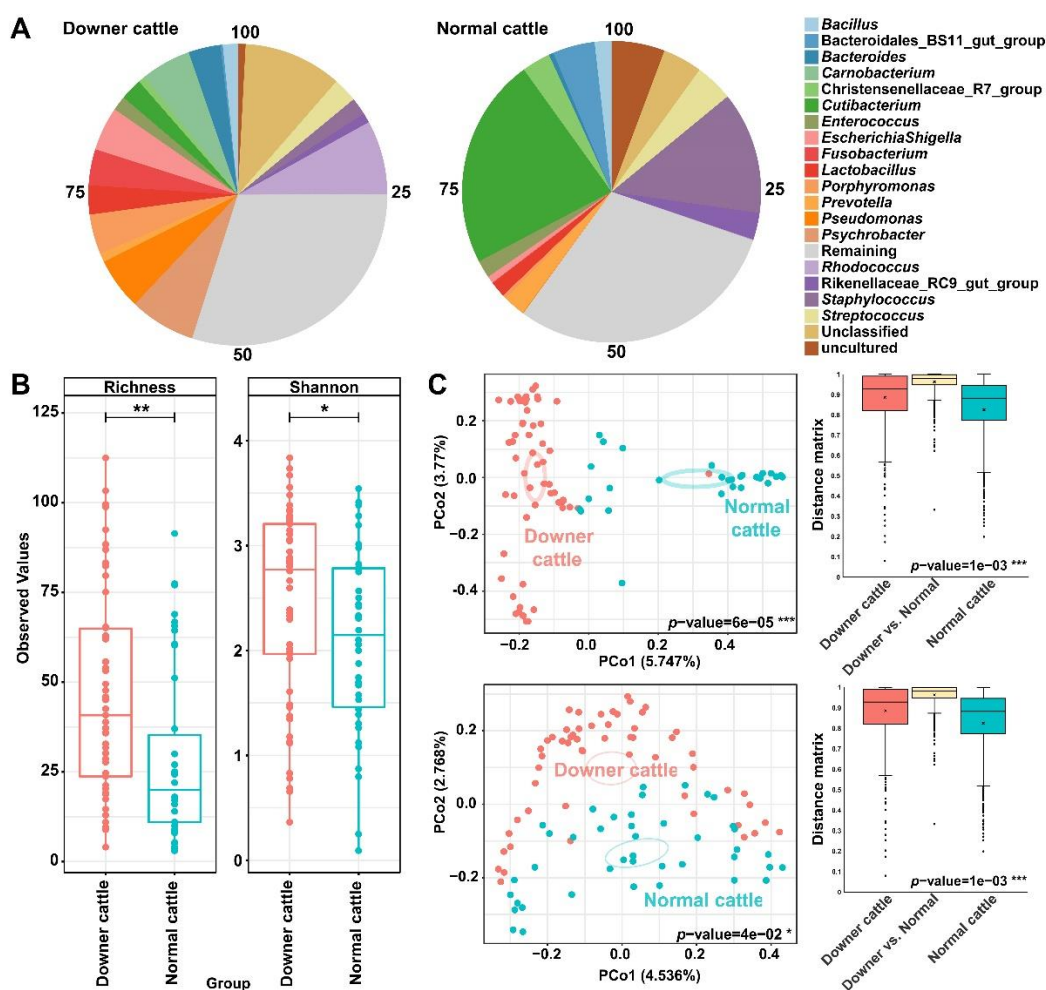 A
Downer cattle
100
75
25
50
Normal cattle
100
75
25
50
Bacillus
Bacteroidales_BS11_gut_group
Bacteroides
Carnobacterium
Christensenellaceae_R7_group
Cutibacterium
Enterococcus
EscherichiaShigella
Fusobacterium
Lactobacillus
Porphyromonas
Prevotella
Pseudomonas
Psychrobacter
Remaining
Rhodococcus
Rikenellaceae_RC9_gut_group
Staphylococcus
Streptococcus
Unclassified
uncultured
B
Richness
Shannon
**
*
125
100
75
50
25
0
4
3
2
1
0
Observed Values
Downer cattle
Normal cattle
Downer cattle
Normal cattle
Group
C
PCo2 (3.77%)
0.2
0.0
−0.2
−0.4
Downer
cattle
Normal
cattle
p−value=6e−05 ***
−0.2 0.0 0.2 0.4
PCo1 (5.747%)
Distance matrix
1
0.9
0.8
0.7
0.6
0.5
0.4
0.3
0.2
0.1
0
p−value=1e−03 ***
Downer cattle
Downer vs. Normal
Normal cattle
PCo2 (2.768%)
0.2
0.0
−0.2
Downer cattle
Normal cattle
p−value=4e−02 *
−0.2 0.0 0.2 0.4
PCo1 (4.536%)
Distance matrix
1
0.9
0.8
0.7
0.6
0.5
0.4
0.3
0.2
0.1
0
p−value=1e−03 ***
Downer cattle
Downer vs. Normal
Normal cattle